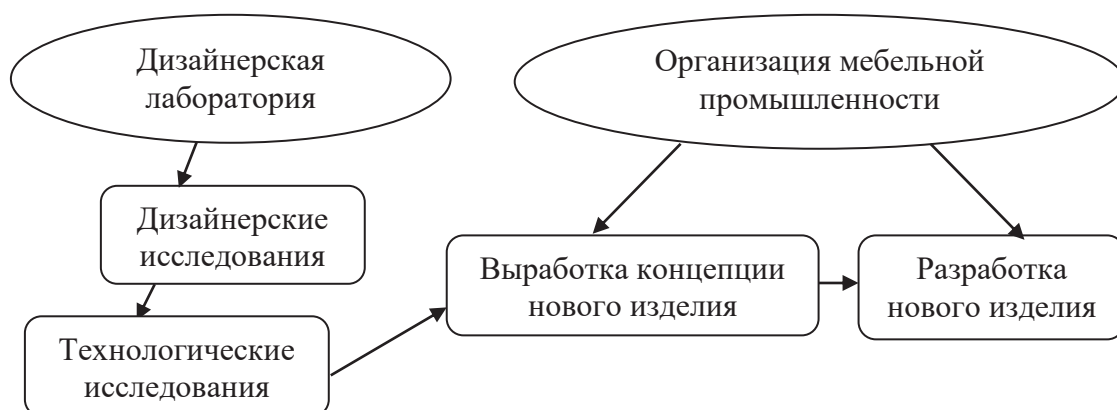 Дизайнерская
лаборатория
Организация мебельной
промышленности
Дизайнерские
исследования
Выработка концепции
нового изделия
Разработка
нового изделия
Технологические
исследования